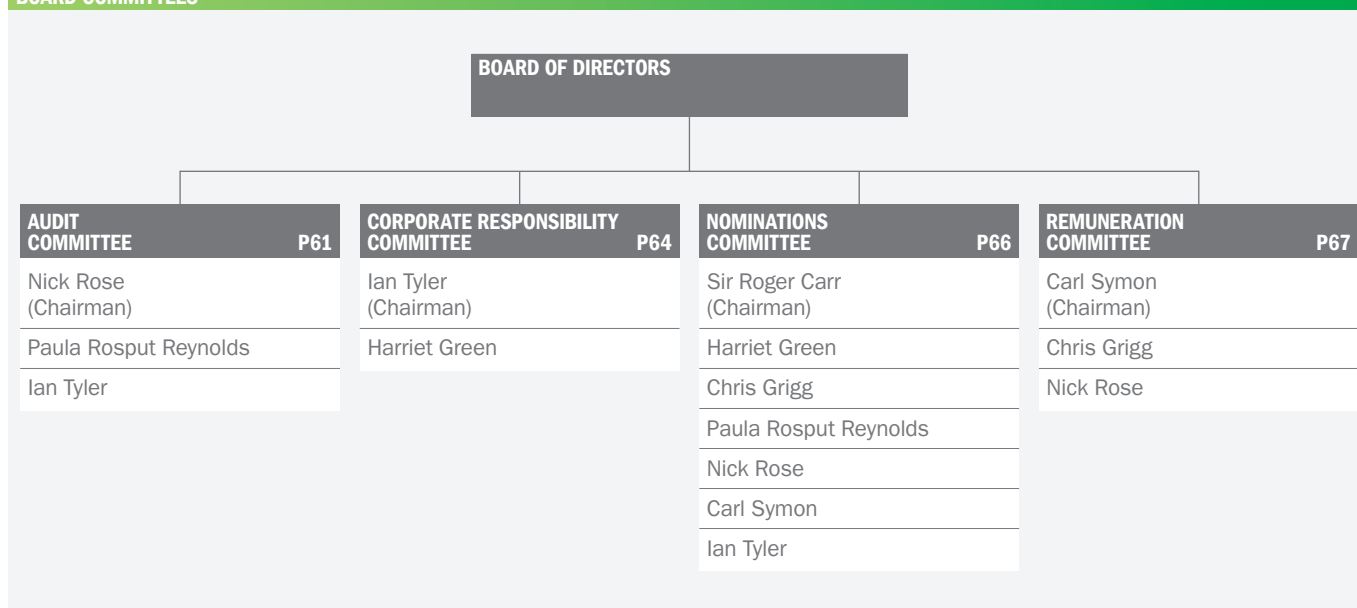 BOARD COMMITTEES
BOARD OF DIRECTORS
AUDIT
COMMITTEE P61
Nick Rose
(Chairman)
Paula Rosput Reynolds
Ian Tyler
CORPORATE RESPONSIBILITY
COMMITTEE P64
Ian Tyler
(Chairman)
Harriet Green
NOMINATIONS
COMMITTEE P66
Sir Roger Carr
(Chairman)
Harriet Green
Chris Grigg
Paula Rosput Reynolds
Nick Rose
Carl Symon
Ian Tyler
REMUNERATION
COMMITTEE P67
Carl Symon
(Chairman)
Chris Grigg
Nick Rose